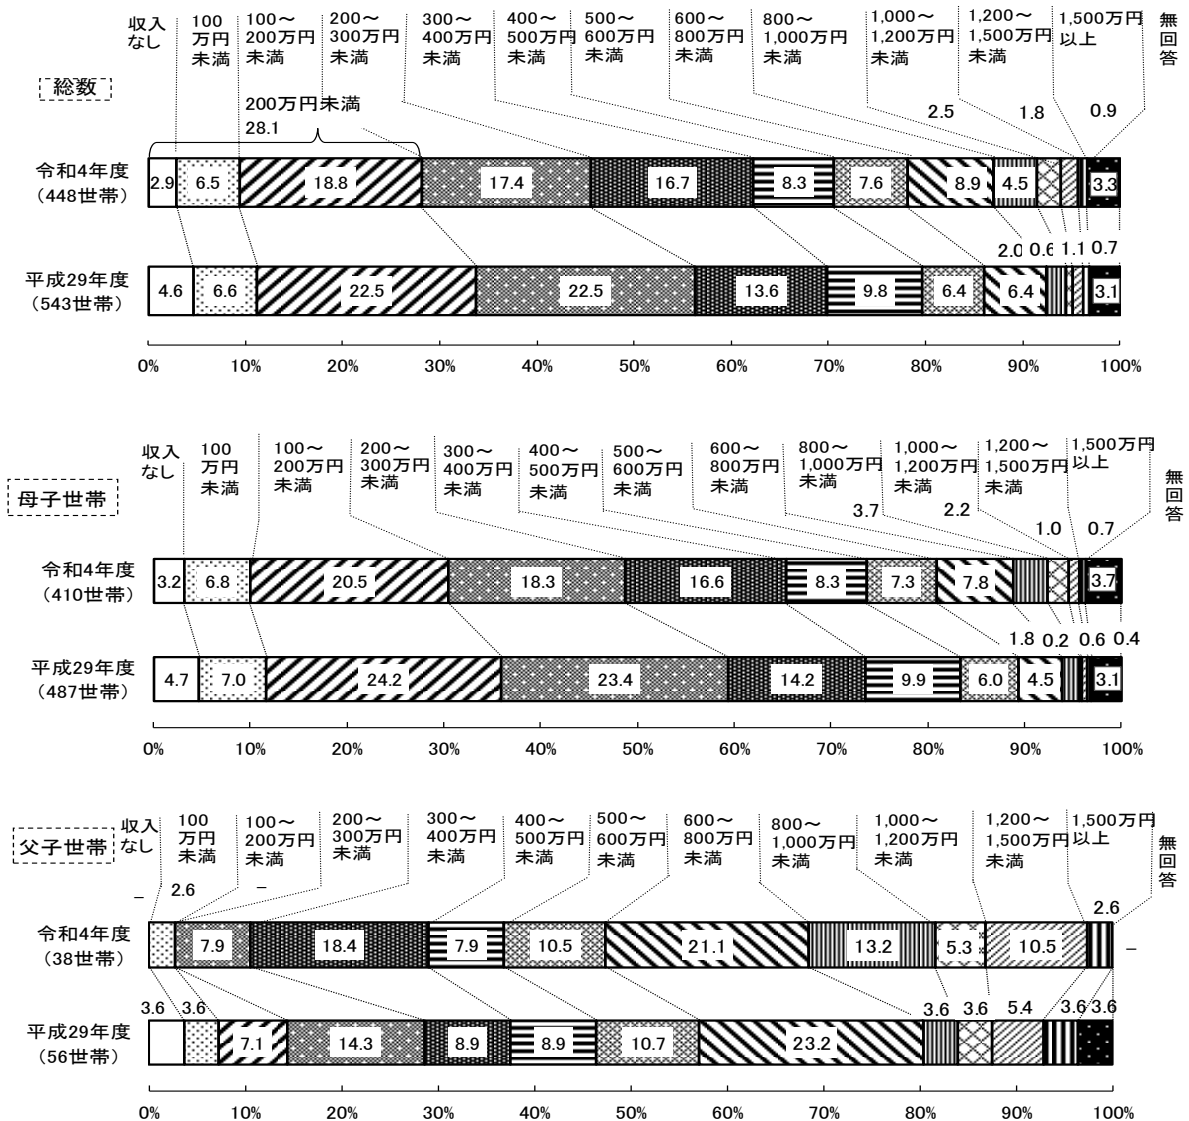 収入
なし
100
万円
未満
100～
200万円
未満
200～
300万円
未満
300～
400万円
未満
400～
500万円
未満
500～
600万円
未満
600～
800万円
未満
800～
1,000万円
未満
1,000～
1,200万円
未満
1,200～
1,500万円
未満
1,500万円
以上
無回答
総数
200万円未満
28.1
2.5 1.8 0.9
令和4年度
（448世帯）
2.9 6.5 18.8 17.4 16.7 8.3 7.6 8.9 4.5 3.3
2.0 0.6 1.1 0.7
平成29年度
（543世帯）
4.6 6.6 22.5 22.5 13.6 9.8 6.4 6.4 3.1
0% 10% 20% 30% 40% 50% 60% 70% 80% 90% 100%
収入
なし
100
万円
未満
100～
200万円
未満
200～
300万円
未満
300～
400万円
未満
400～
500万円
未満
500～
600万円
未満
600～
800万円
未満
800～
1,000万円
未満
1,000～
1,200万円
未満
1,200～
1,500万円
未満
1,500万円
以上
無回答
母子世帯
3.7 2.2 1.0 0.7
令和4年度
（410世帯）
3.2 6.8 20.5 18.3 16.6 8.3 7.3 7.8 3.7
1.8 0.2 0.6 0.4
平成29年度
（487世帯）
4.7 7.0 24.2 23.4 14.2 9.9 6.0 4.5 3.1
0% 10% 20% 30% 40% 50% 60% 70% 80% 90% 100%
収入
なし
100
万円
未満
100～
200万円
未満
200～
300万円
未満
300～
400万円
未満
400～
500万円
未満
500～
600万円
未満
600～
800万円
未満
800～
1,000万円
未満
1,000～
1,200万円
未満
1,200～
1,500万円
未満
1,500万円
以上
無回答
父子世帯
－ 2.6 － 2.6
令和4年度
（38世帯）
7.9 18.4 7.9 10.5 21.1 13.2 5.3 10.5 －
3.6 3.6 3.6 3.6 5.4 3.6 3.6
平成29年度
（56世帯）
7.1 14.3 8.9 8.9 10.7 23.2
0% 10% 20% 30% 40% 50% 60% 70% 80% 90% 100%